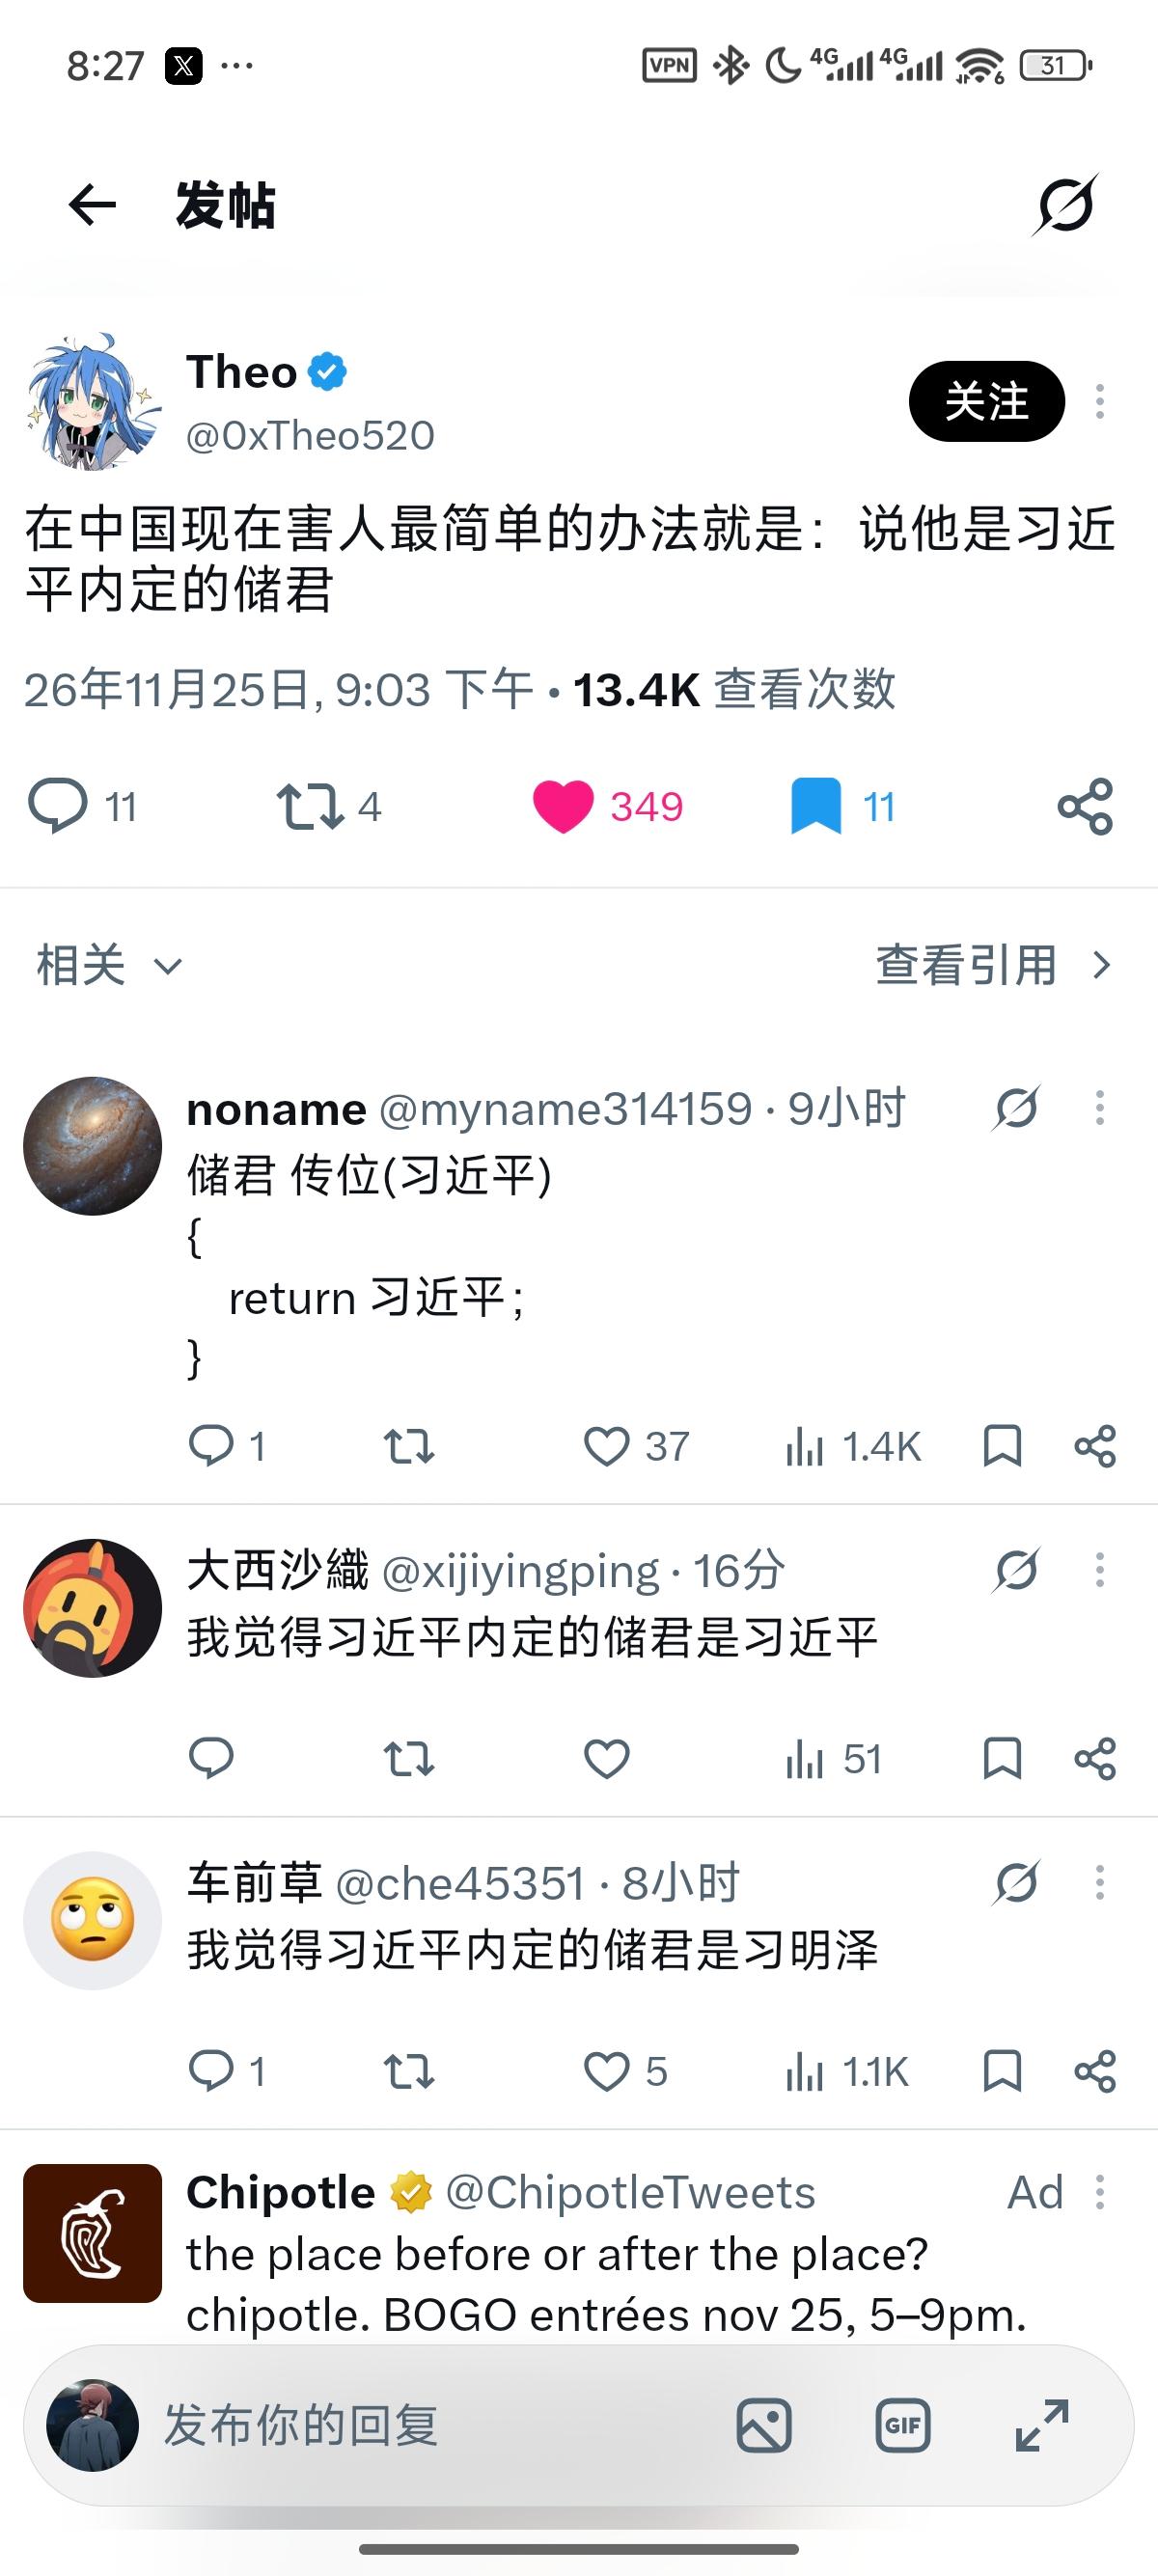 8:27
VPN
4G
4G
6
31
发帖
Theo
@0xTheo520
关注
在中国现在害人最简单的办法就是：说他是习近
平内定的储君
26年11月25日, 9:03 下午 · 13.4K 查看次数
11
4
349
11
相关
查看引用
noname @myname314159 · 9小时
储君 传位(习近平)
{
return 习近平;
}
1
37
1.4K
大西沙織 @xijiyingping · 16分
我觉得习近平内定的储君是习近平
51
车前草 @che45351 · 8小时
我觉得习近平内定的储君是习明泽
1
5
1.1K
Chipotle @ChipotleTweets
Ad
the place before or after the place?
chipotle. BOGO entrées nov 25, 5–9pm.
发布你的回复
GIF